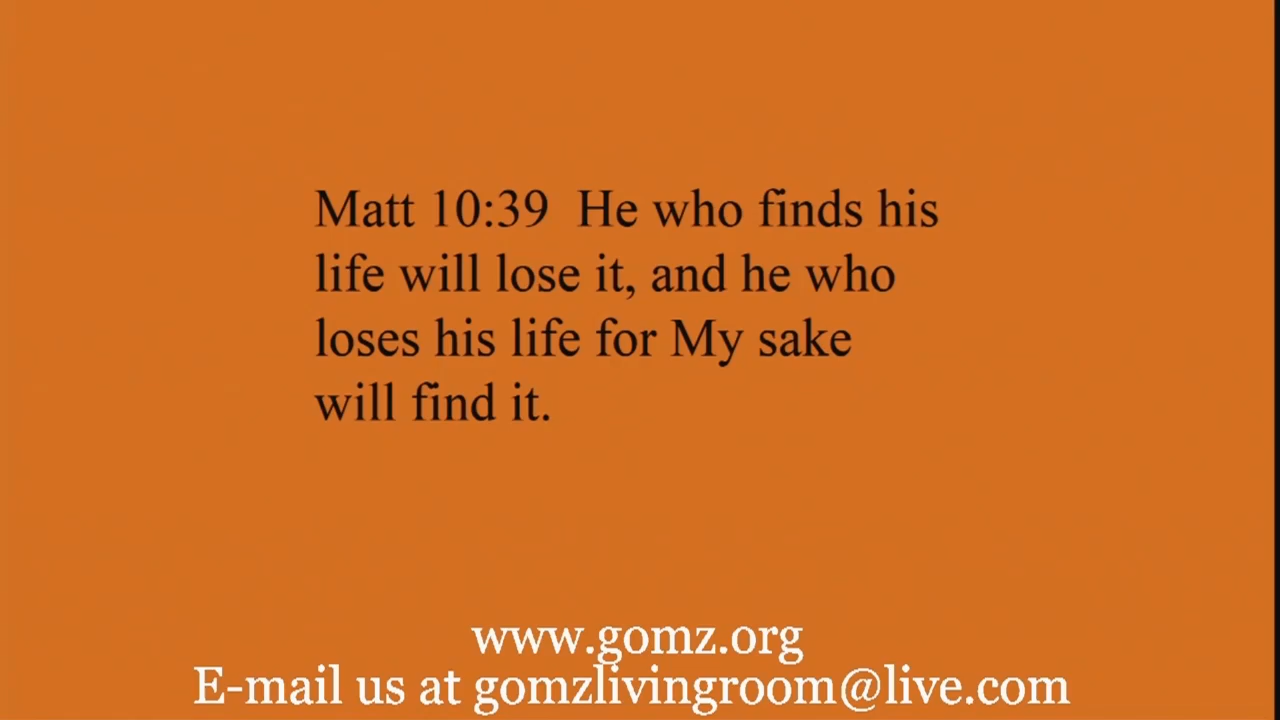 Matt 10:39  He who finds his
life will lose it, and he who
loses his life for My sake
will find it.
www.gomz.org
E-mail us at gomzlivingroom@live.com